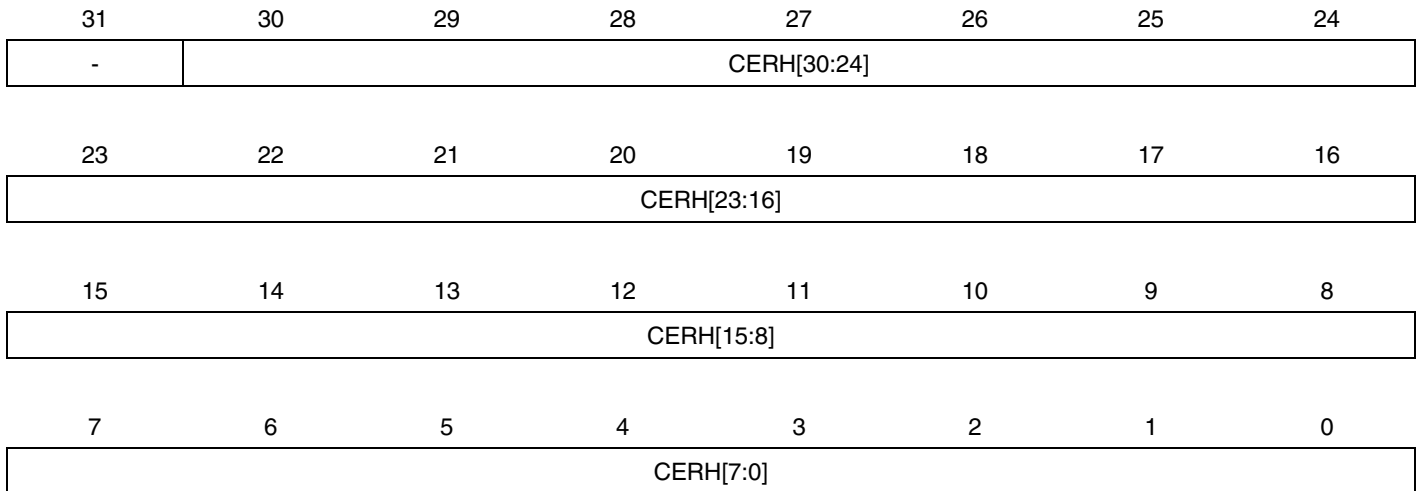 31 30 29 28 27 26 25 24
- CERH[30:24]
23 22 21 20 19 18 17 16
CERH[23:16]
15 14 13 12 11 10 9 8
CERH[15:8]
7 6 5 4 3 2 1 0
CERH[7:0]